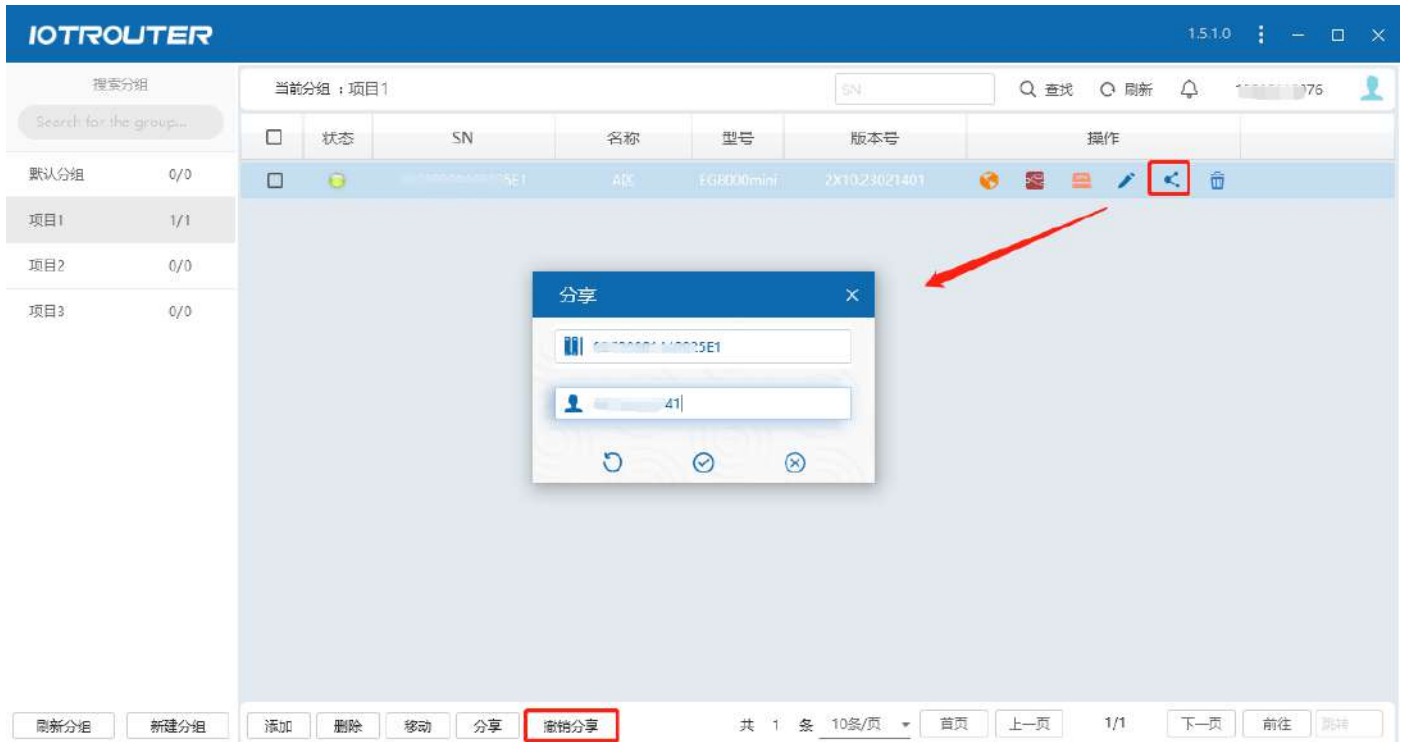 IOTROUTER 1.5.1.0
搜索分组 当前分组：项目1 SN 查找 刷新 076
Search for the group...
状态 SN 名称 型号 版本号 操作
默认分组 0/0 5E1 EG8000mini 2X10.23021401
项目1 1/1
项目2 0/0
项目3 0/0
分享
25E1
41
刷新分组 新建分组 添加 删除 移动 分享 撤销分享 共 1 条 10条/页 首页 上一页 1/1 下一页 前往 跳转